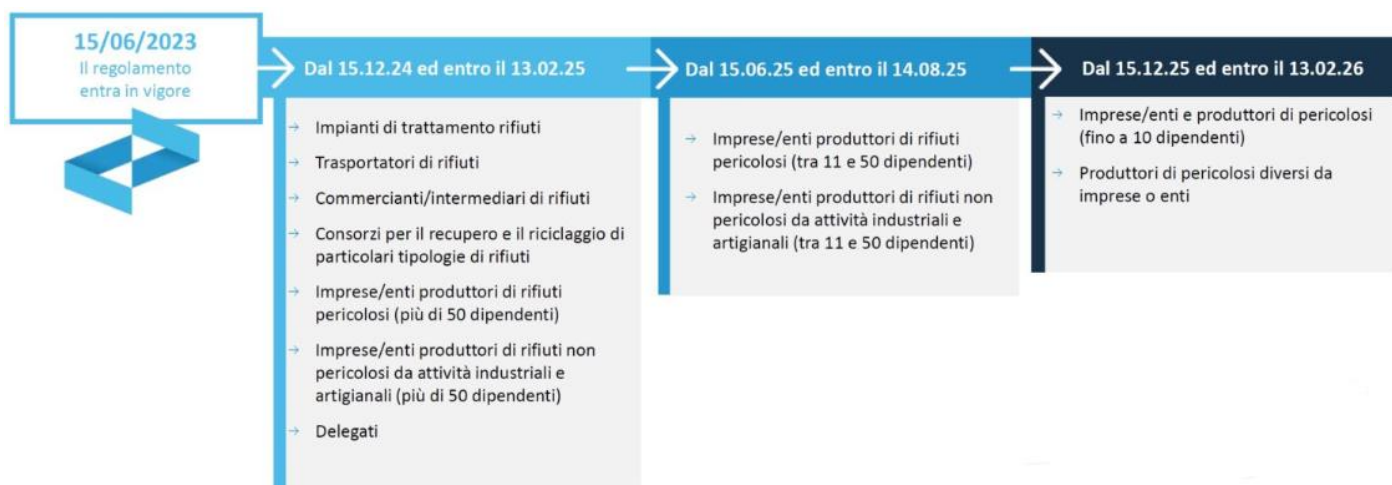 15/06/2023
Il regolamento
entra in vigore
Dal 15.12.24 ed entro il 13.02.25
Impianti di trattamento rifiuti
Trasportatori di rifiuti
Commercianti/intermediari di rifiuti
Consorzi per il recupero e il riciclaggio di
particolari tipologie di rifiuti
Imprese/enti produttori di rifiuti
pericolosi (più di 50 dipendenti)
Imprese/enti produttori di rifiuti non
pericolosi da attività industriali e
artigianali (più di 50 dipendenti)
Delegati
Dal 15.06.25 ed entro il 14.08.25
Imprese/enti produttori di rifiuti
pericolosi (tra 11 e 50 dipendenti)
Imprese/enti produttori di rifiuti non
pericolosi da attività industriali e
artigianali (tra 11 e 50 dipendenti)
Dal 15.12.25 ed entro il 13.02.26
Imprese/enti e produttori di pericolosi
(fino a 10 dipendenti)
Produttori di pericolosi diversi da
imprese o enti